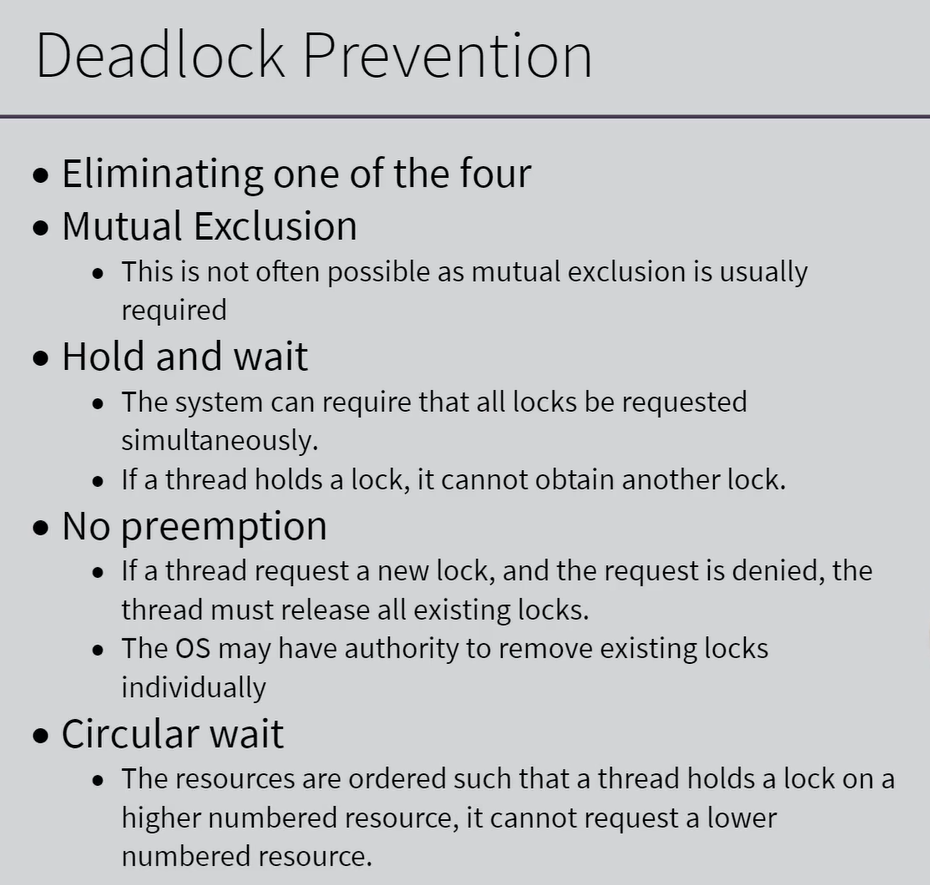 Deadlock Prevention
• Eliminating one of the four
• Mutual Exclusion
• This is not often possible as mutual exclusion is usually
required
• Hold and wait
• The system can require that all locks be requested
simultaneously.
• If a thread holds a lock, it cannot obtain another lock.
• No preemption
• If a thread request a new lock, and the request is denied, the
thread must release all existing locks.
• The OS may have authority to remove existing locks
individually
• Circular wait
• The resources are ordered such that a thread holds a lock on a
higher numbered resource, it cannot request a lower
numbered resource.